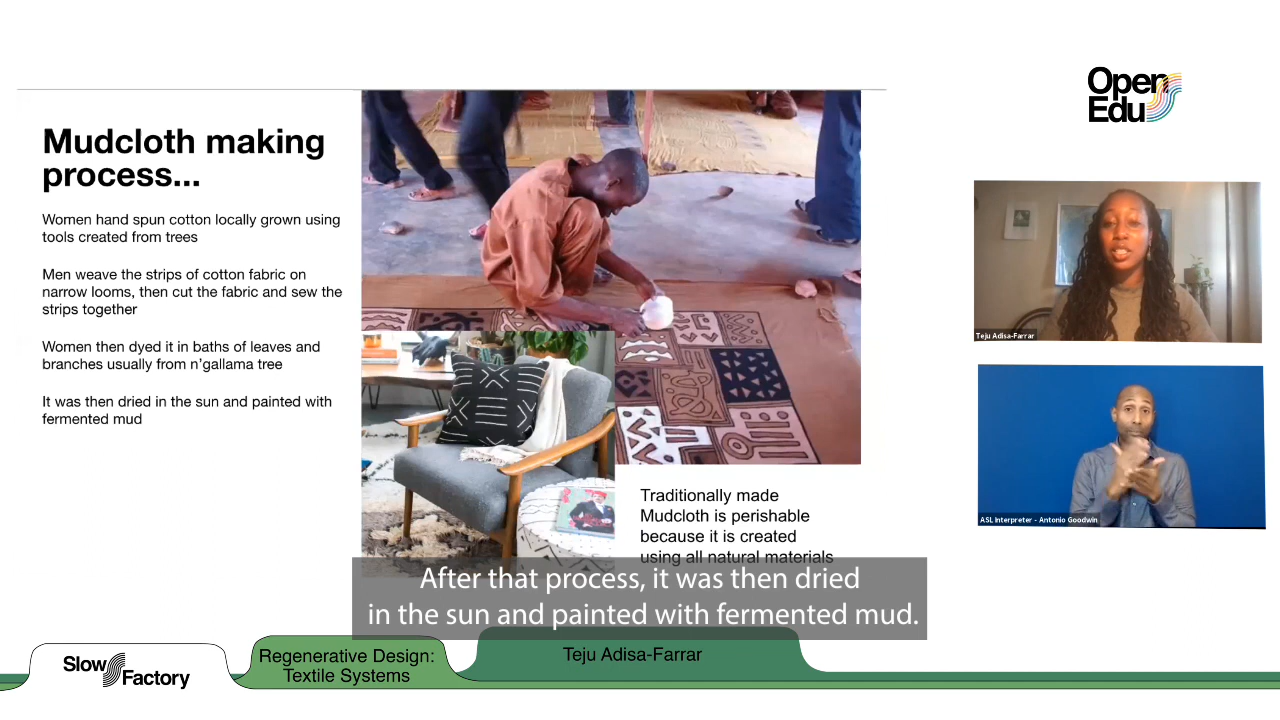 Open
Edu
Mudcloth making
process...
Women hand spun cotton locally grown using
tools created from trees
Men weave the strips of cotton fabric on
narrow looms, then cut the fabric and sew the
strips together
Women then dyed it in baths of leaves and
branches usually from n'gallama tree
It was then dried in the sun and painted with
fermented mud
Traditionally made
Mudcloth is perishable
because it is created
using all natural materials
Teju Adisa-Farrar
ASL Interpreter - Antonio Goodwin
After that process, it was then dried
in the sun and painted with fermented mud.
Slow
Factory
Regenerative Design:
Textile Systems
Teju Adisa-Farrar